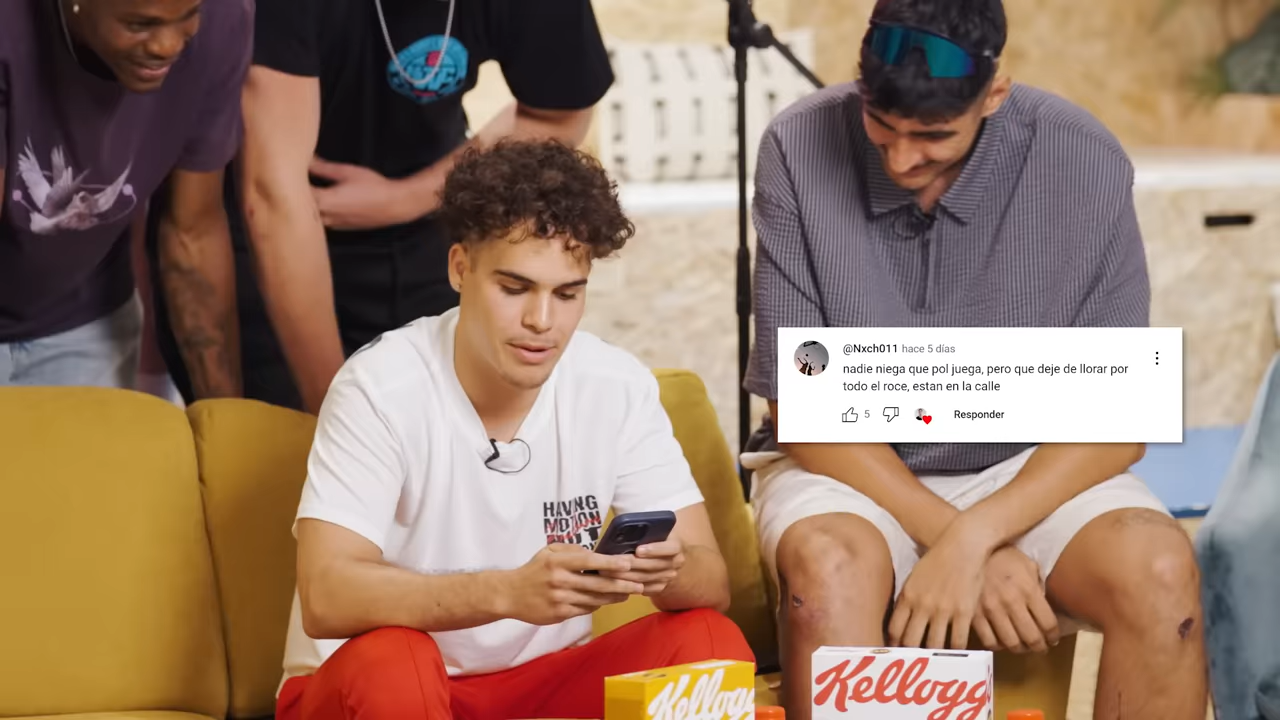 @Nxch011 hace 5 días
nadie niega que pol juega, pero que deje de llorar por
todo el roce, estan en la calle
5
Responder
HAVING
MOTION
NOT
Kellogg
Kellogg